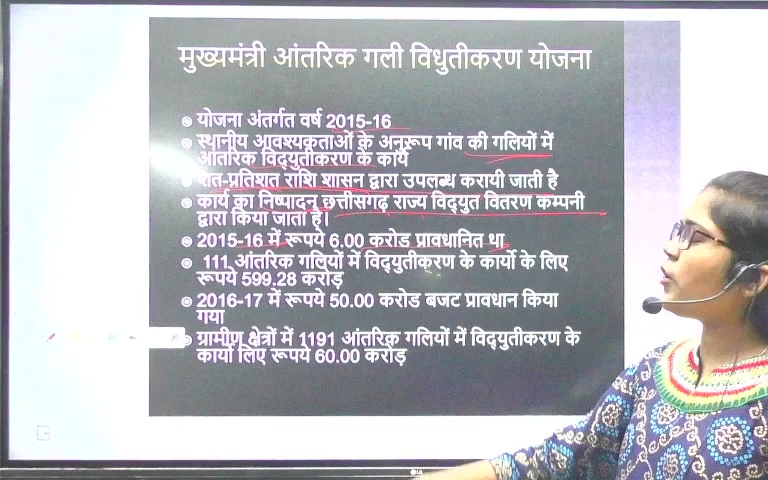 मुख्यमंत्री आंतरिक गली विधुतीकरण योजना
योजना अंतर्गत वर्ष 2015-16
स्थानीय आवश्यकताओं के अनुरूप गांव की गलियों में
आंतरिक विद्युतीकरण के कार्य
शत-प्रतिशत राशि शासन द्वारा उपलब्ध करायी जाती है
कार्य का निष्पादन छत्तीसगढ़ राज्य विद्युत वितरण कम्पनी
द्वारा किया जाता है।
2015-16 में रूपये 6.00 करोड प्रावधानित था
111 आंतरिक गलियों में विद्युतीकरण के कार्यो के लिए
रूपये 599.28 करोड़
2016-17 में रूपये 50.00 करोड बजट प्रावधान किया
गया
ग्रामीण क्षेत्रों में 1191 आंतरिक गलियों में विद्युतीकरण के
कार्यो लिए रूपये 60.00 करोड़
LG